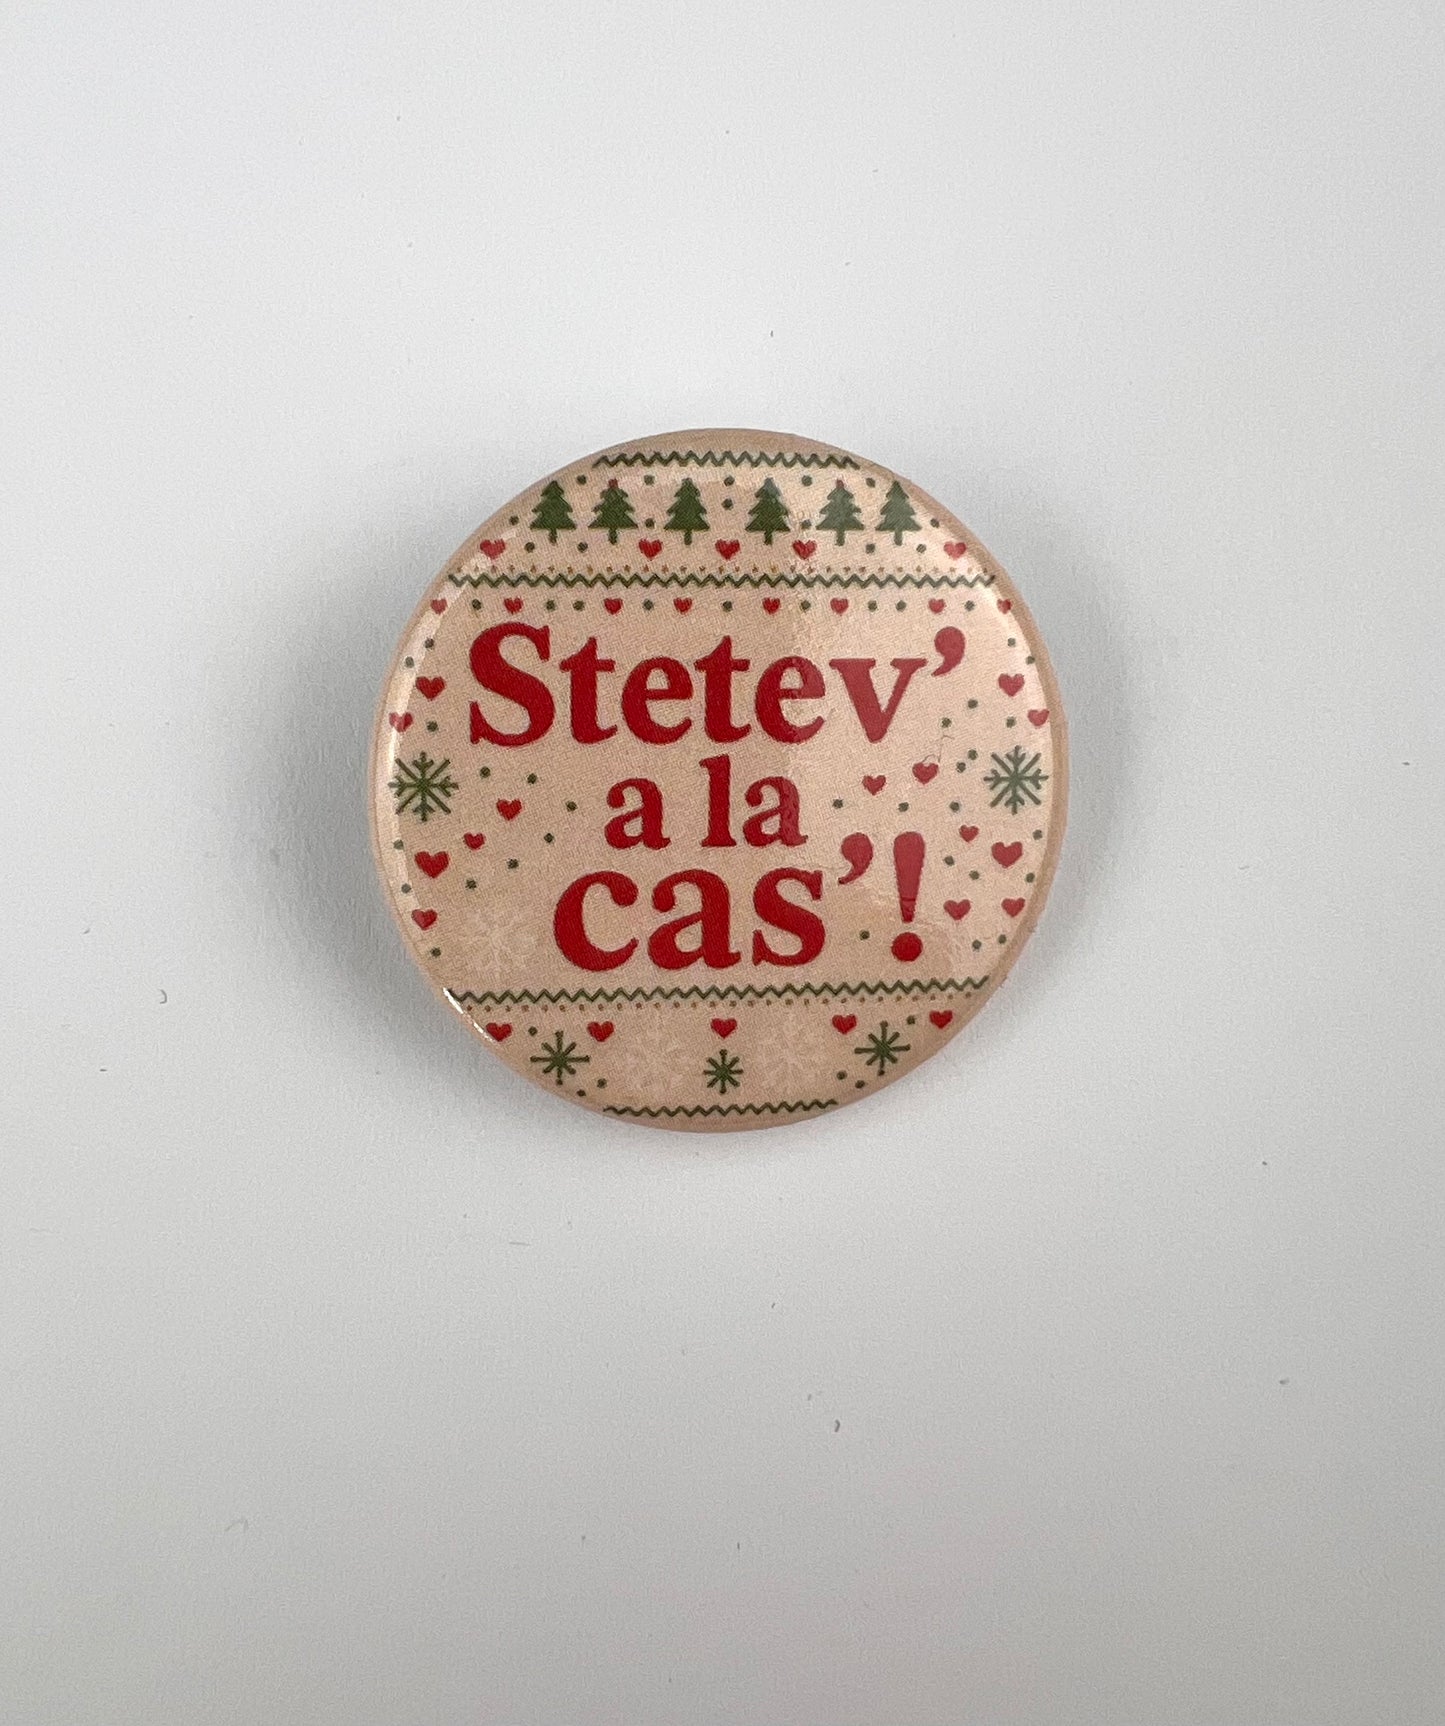 Stetev’
a la
cas’!